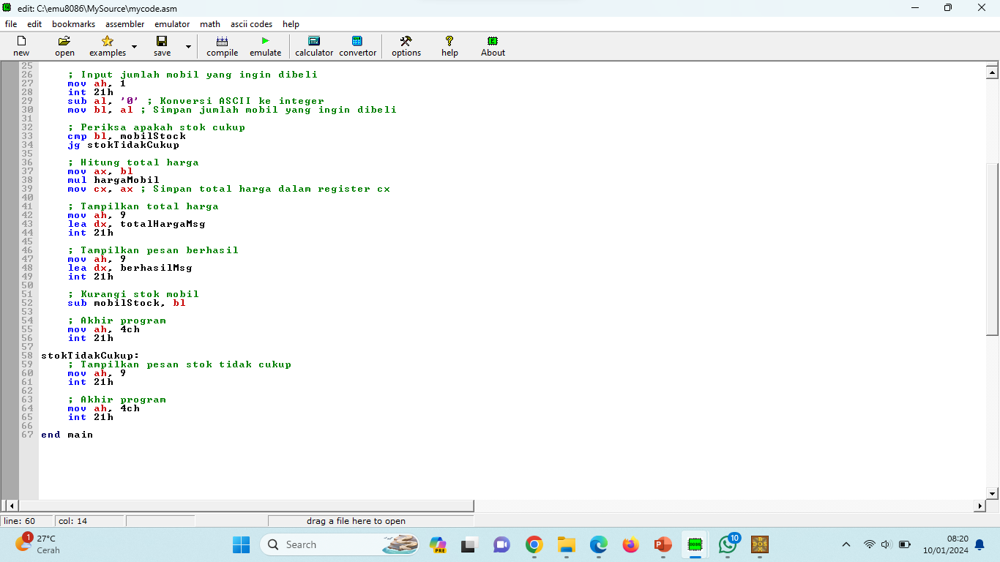 edit: C:\emu8086\MySource\mycode.asm
file edit bookmarks assembler emulator math ascii codes help
new open examples save compile emulate calculator convertor options help About
25
26 ; Input jumlah mobil yang ingin dibeli
27 mov ah, 1
28 int 21h
29 sub al, '0' ; Konversi ASCII ke integer
30 mov bl, al ; Simpan jumlah mobil yang ingin dibeli
31
32 ; Periksa apakah stok cukup
33 cmp bl, mobilStock
34 jg stokTidakCukup
35
36 ; Hitung total harga
37 mov ax, bl
38 mul hargaMobil
39 mov cx, ax ; Simpan total harga dalam register cx
40
41 ; Tampilkan total harga
42 mov ah, 9
43 lea dx, totalHargaMsg
44 int 21h
45
46 ; Tampilkan pesan berhasil
47 mov ah, 9
48 lea dx, berhasilMsg
49 int 21h
50
51 ; Kurangi stok mobil
52 sub mobilStock, bl
53
54 ; Akhir program
55 mov ah, 4ch
56 int 21h
57
58 stokTidakCukup:
59 ; Tampilkan pesan stok tidak cukup
60 mov ah, 9
61 int 21h
62
63 ; Akhir program
64 mov ah, 4ch
65 int 21h
66
67 end main
line: 60 col: 14 drag a file here to open
1 27°C
Cerah
Search
PRE
8086
10
DOS
08:20
10/01/2024